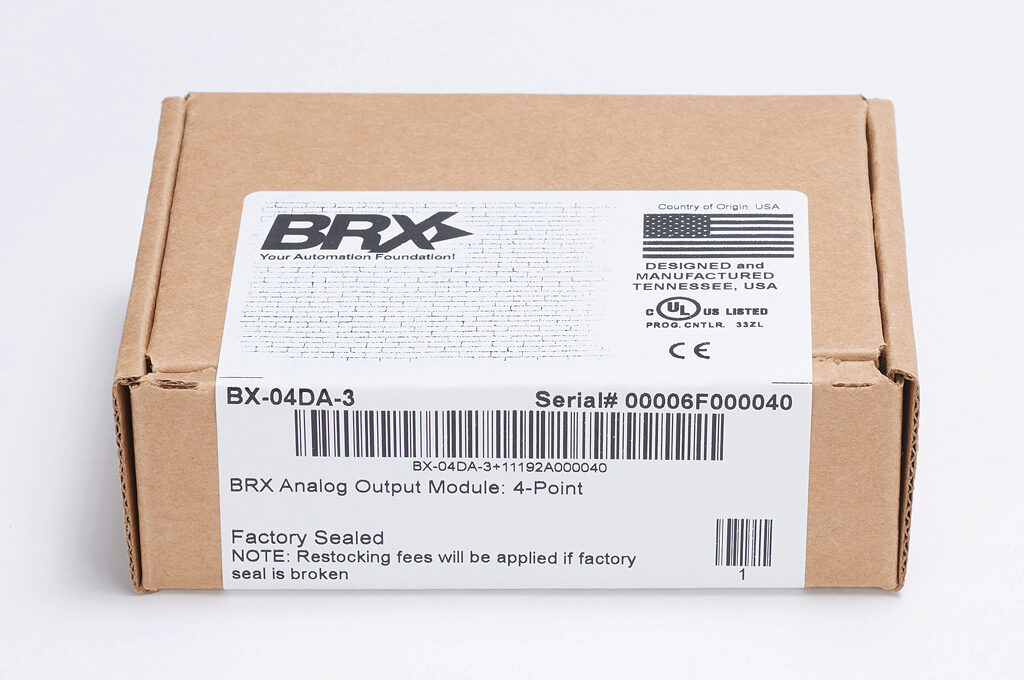 BRX
Your Automation Foundation!
Country of Origin: USA
DESIGNED and
MANUFACTURED
TENNESSEE, USA
C UL US LISTED
PROG. CNTLR. 33ZL
CE
BX-04DA-3
Serial# 00006F000040
BX-04DA-3+11192A000040
BRX Analog Output Module: 4-Point
Factory Sealed
NOTE: Restocking fees will be applied if factory
seal is broken
1